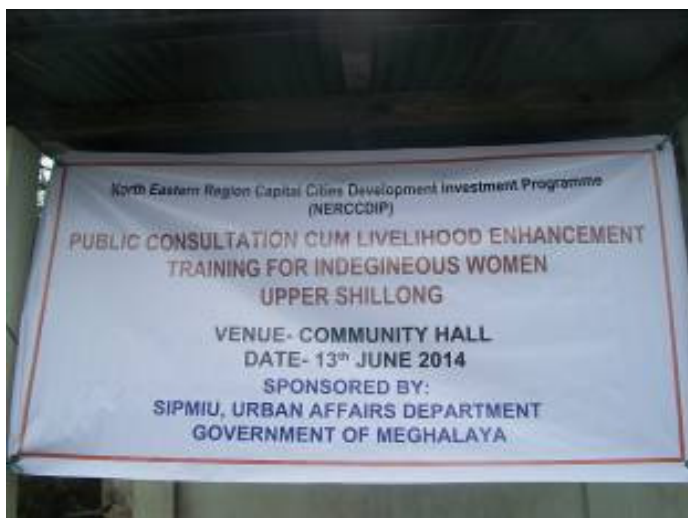 North Eastern Region Capital Cities Development Investment Programme
(NERCCDIP)
PUBLIC CONSULTATION CUM LIVELIHOOD ENHANCEMENT
TRAINING FOR INDEGINEOUS WOMEN
UPPER SHILLONG
VENUE- COMMUNITY HALL
DATE- 13th JUNE 2014
SPONSORED BY:
SIPMIU, URBAN AFFAIRS DEPARTMENT
GOVERNMENT OF MEGHALAYA